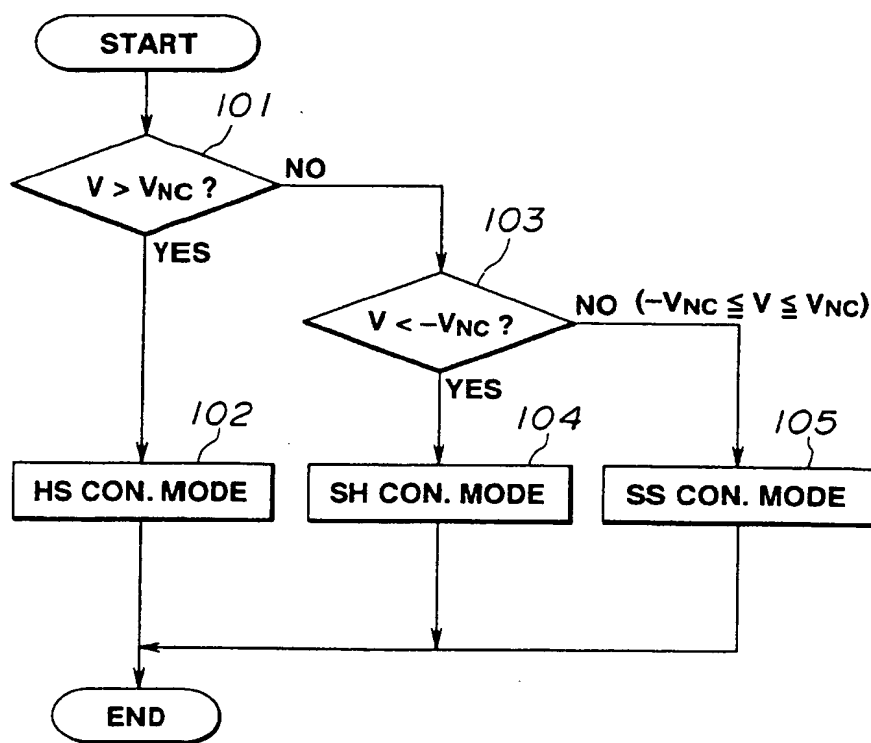 START
101
V > VNC ?
NO
YES
103
V < –VNC ?
NO (–VNC ≦ V ≦ VNC)
YES
102
HS CON. MODE
104
SH CON. MODE
105
SS CON. MODE
END